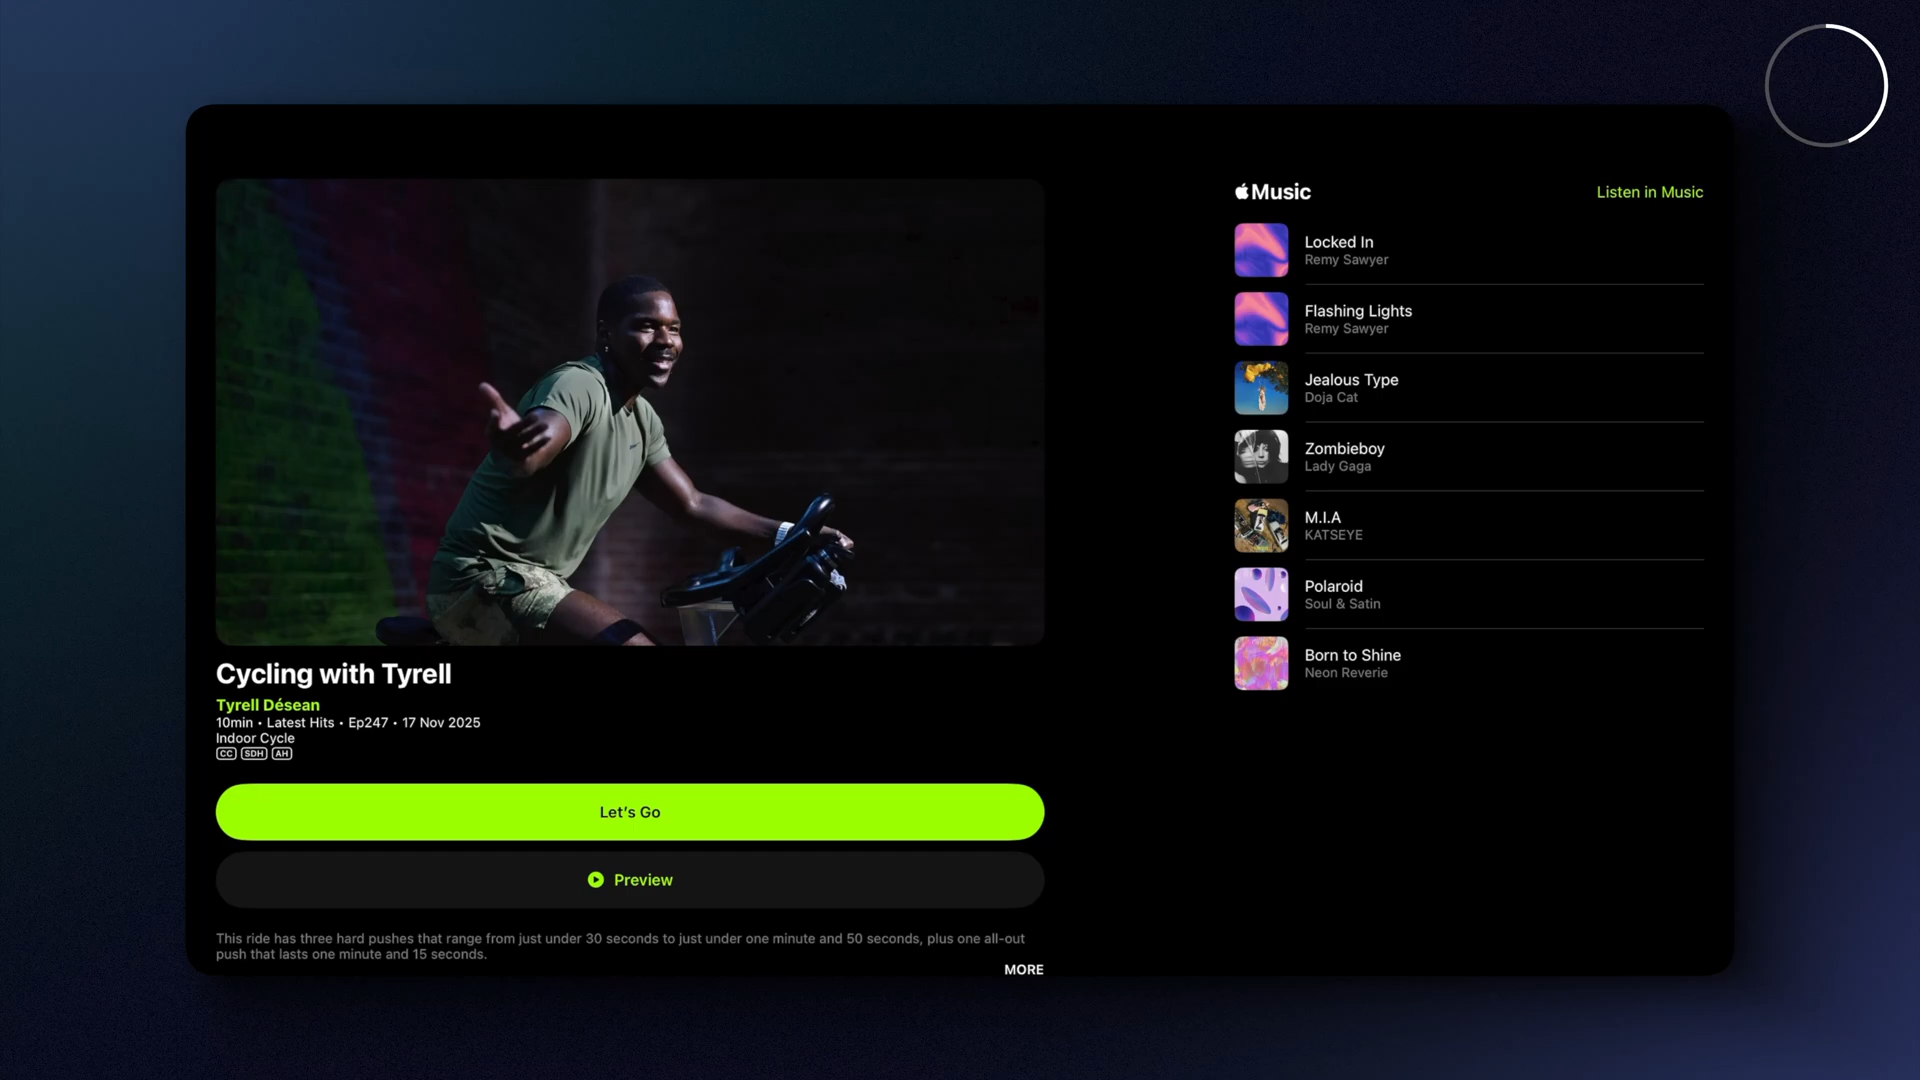 Cycling with Tyrell
Tyrell Désean
10min • Latest Hits • Ep247 • 17 Nov 2025
Indoor Cycle
CC SDH AH
Let's Go
Preview
This ride has three hard pushes that range from just under 30 seconds to just under one minute and 50 seconds, plus one all-out
push that lasts one minute and 15 seconds.
MORE
Music
Listen in Music
Locked In
Remy Sawyer
Flashing Lights
Remy Sawyer
Jealous Type
Doja Cat
Zombieboy
Lady Gaga
M.I.A
KATSEYE
Polaroid
Soul & Satin
Born to Shine
Neon Reverie